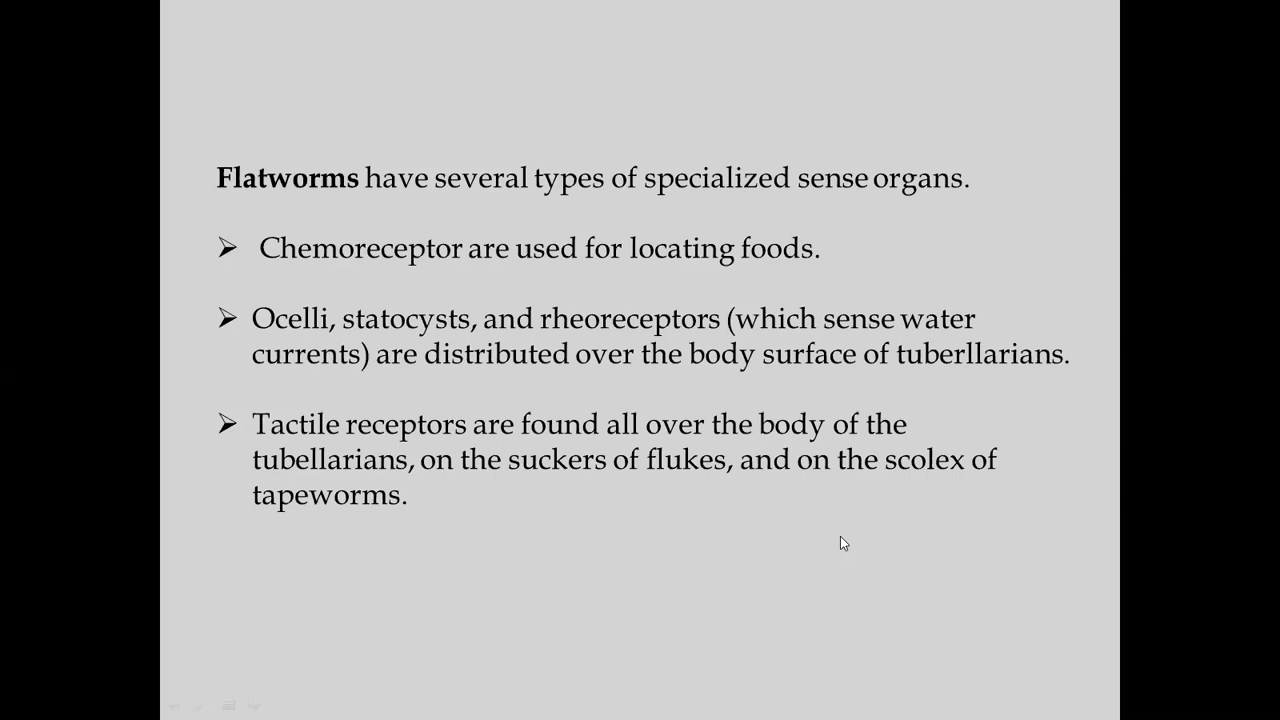 Flatworms have several types of specialized sense organs.
➢ Chemoreceptor are used for locating foods.
➢ Ocelli, statocysts, and rheoreceptors (which sense water
currents) are distributed over the body surface of tuberllarians.
➢ Tactile receptors are found all over the body of the
tubellarians, on the suckers of flukes, and on the scolex of
tapeworms.